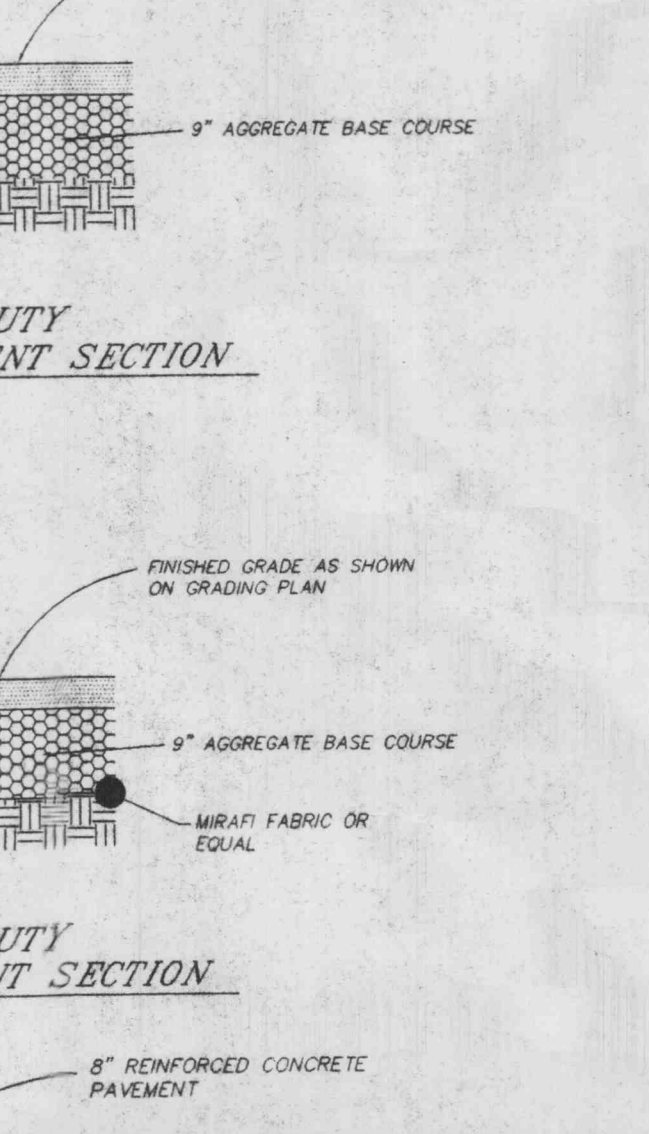 9" AGGREGATE BASE COURSE
UTY
ENT SECTION
FINISHED GRADE AS SHOWN
ON GRADING PLAN
9" AGGREGATE BASE COURSE
MIRAFI FABRIC OR
EQUAL
UTY
NT SECTION
8" REINFORCED CONCRETE
PAVEMENT